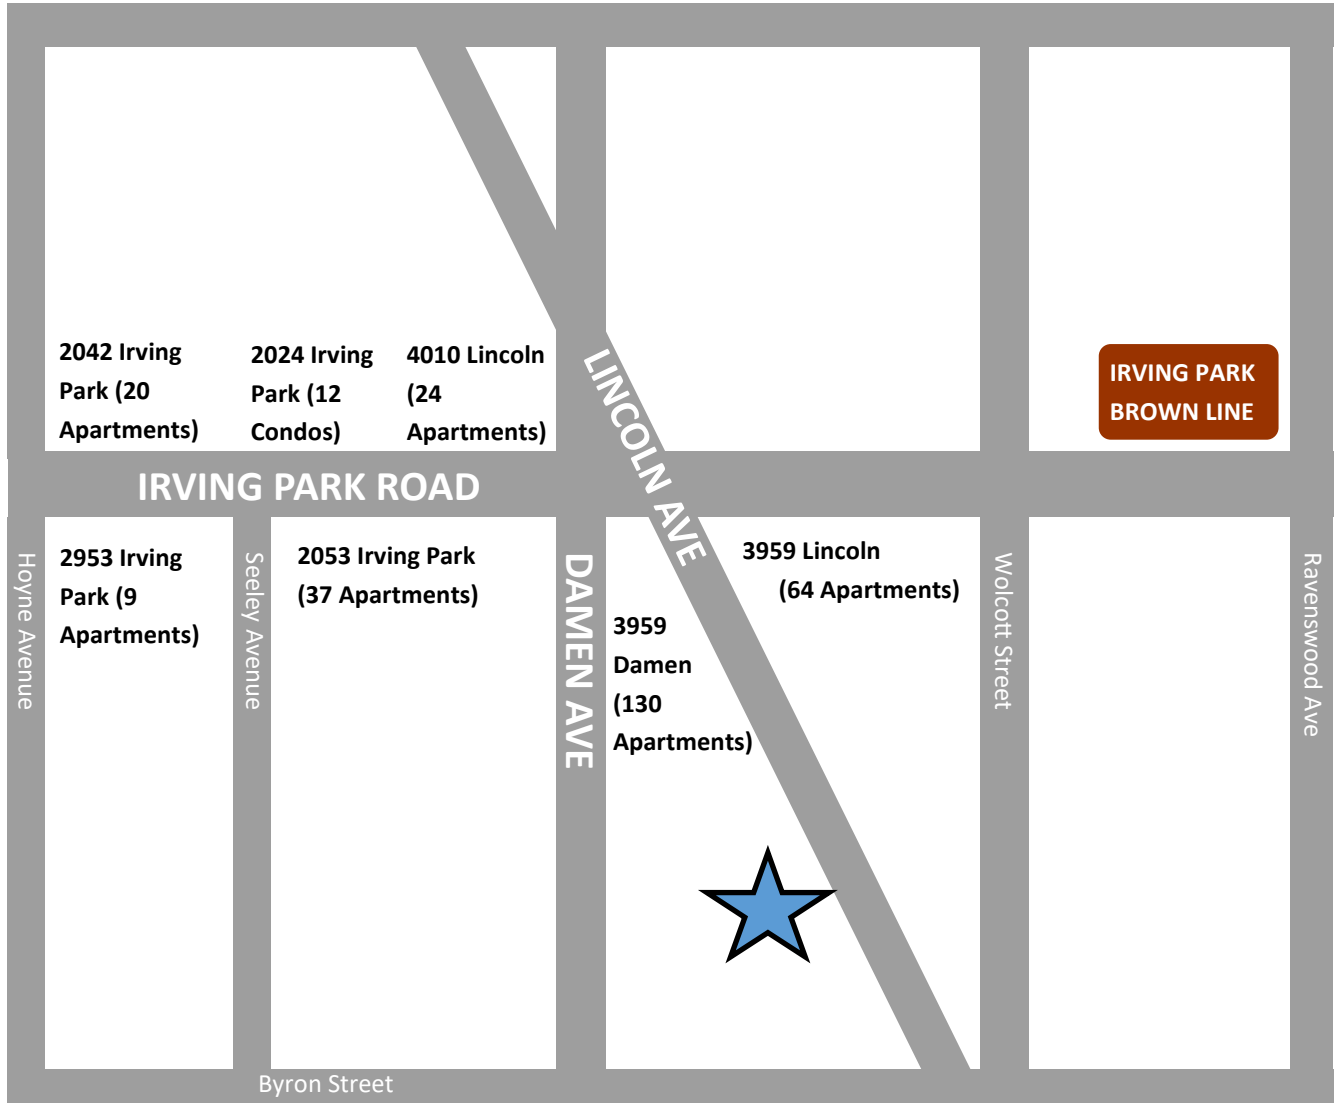 2042 Irving
Park (20
Apartments)
2024 Irving
Park (12
Condos)
4010 Lincoln
(24
Apartments)
LINCOLN AVE
IRVING PARK
BROWN LINE
IRVING PARK ROAD
Hoyne Avenue
2953 Irving
Park (9
Apartments)
Seeley Avenue
2053 Irving Park
(37 Apartments)
DAMEN AVE
3959
Damen
(130
Apartments)
3959 Lincoln
(64 Apartments)
Wolcott Street
Ravenswood Ave
Byron Street